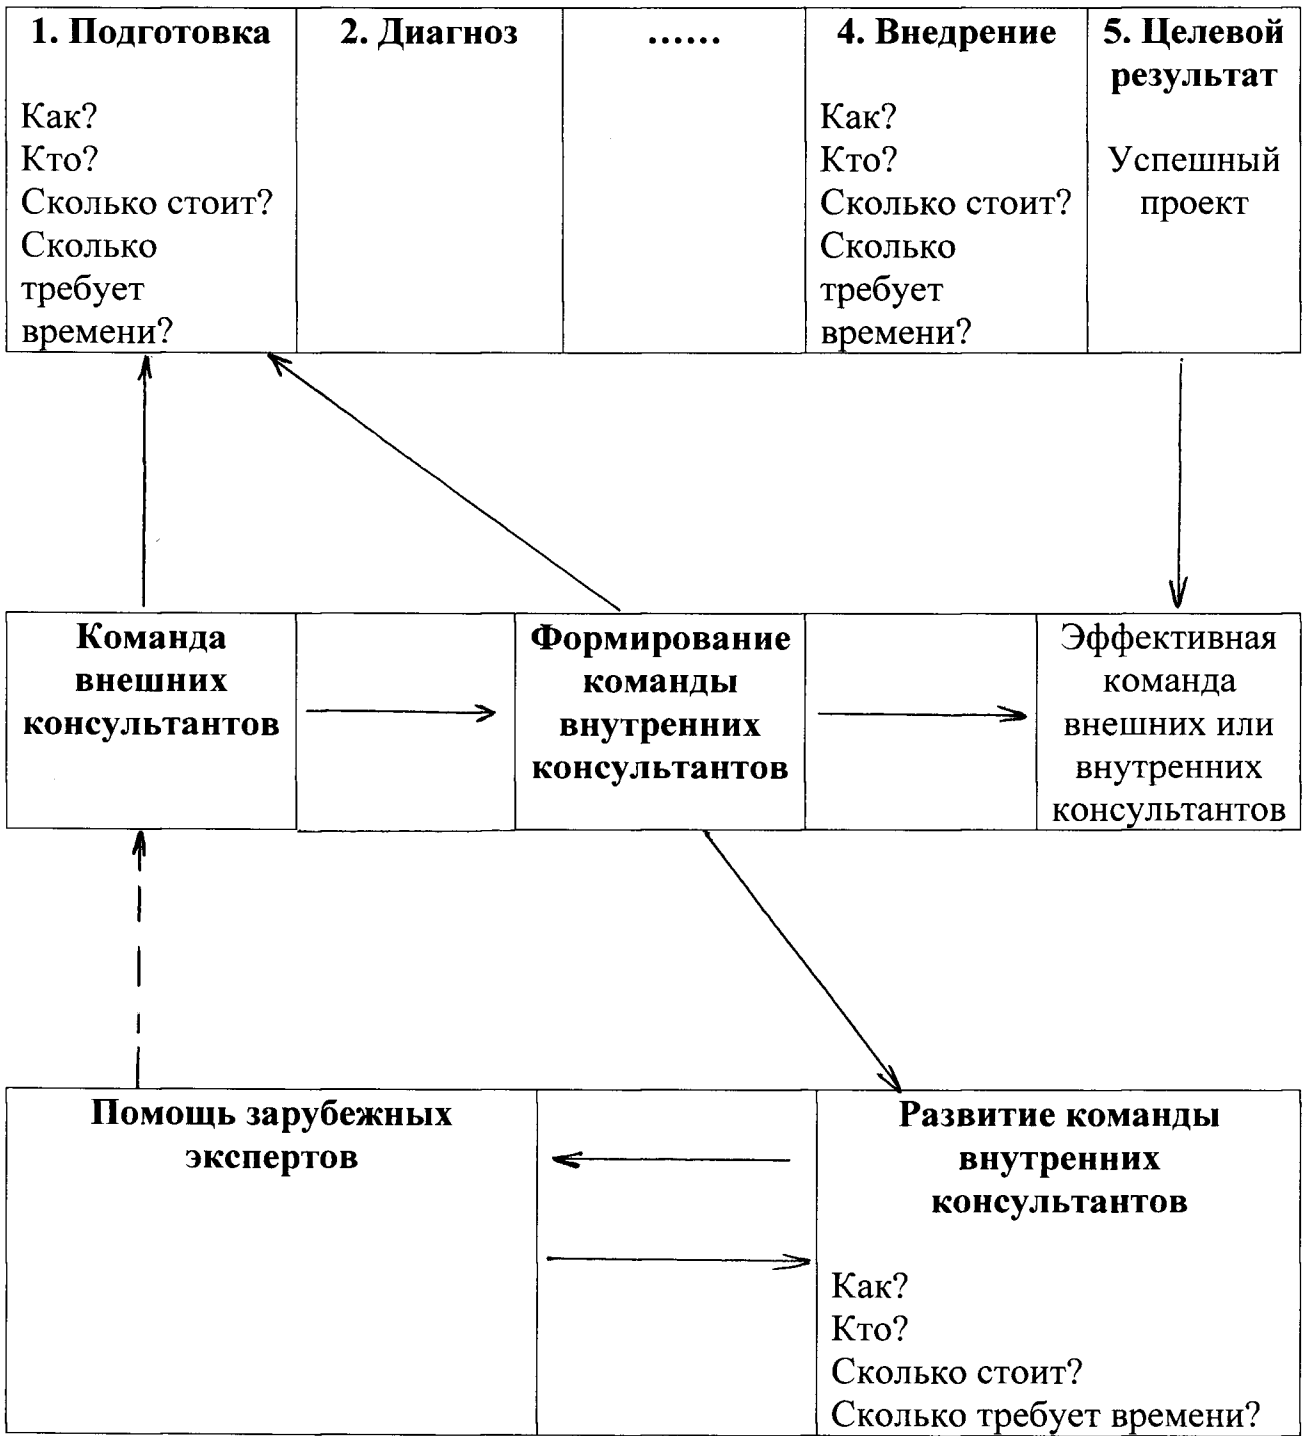 1. Подготовка
Как?
Кто?
Сколько стоит?
Сколько
требует
времени?
2. Диагноз
......
4. Внедрение
Как?
Кто?
Сколько стоит?
Сколько
требует
времени?
5. Целевой
результат
Успешный
проект
Команда
внешних
консультантов
Формирование
команды
внутренних
консультантов
Эффективная
команда
внешних или
внутренних
консультантов
Помощь зарубежных
экспертов
Развитие команды
внутренних
консультантов
Как?
Кто?
Сколько стоит?
Сколько требует времени?